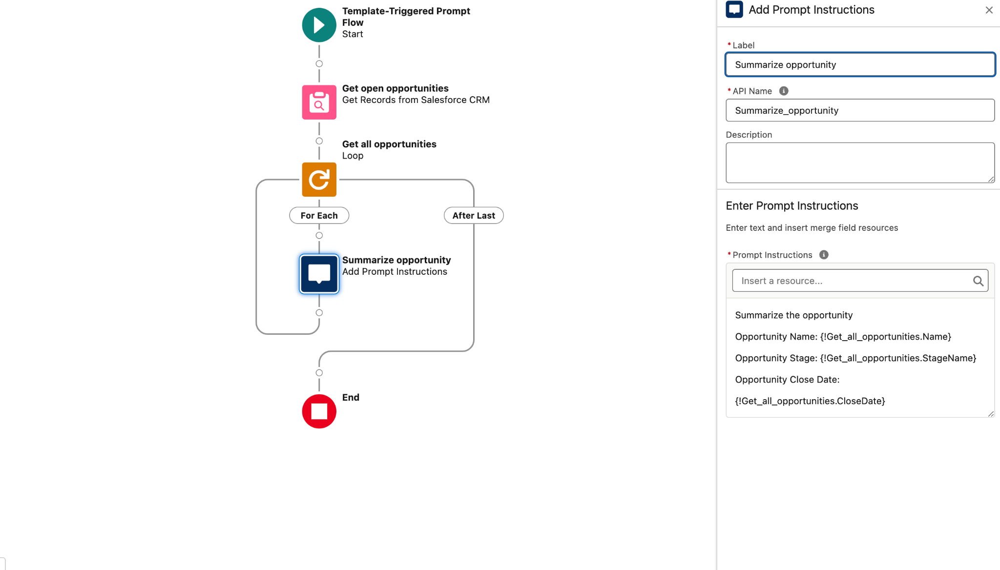 Template-Triggered Prompt
Flow
Start
Get open opportunities
Get Records from Salesforce CRM
Get all opportunities
Loop
For Each
After Last
Summarize opportunity
Add Prompt Instructions
End
Add Prompt Instructions
* Label
Summarize opportunity
* API Name
Summarize_opportunity
Description
Enter Prompt Instructions
Enter text and insert merge field resources
* Prompt Instructions
Insert a resource...
Summarize the opportunity
Opportunity Name: {!Get_all_opportunities.Name}
Opportunity Stage: {!Get_all_opportunities.StageName}
Opportunity Close Date:
{!Get_all_opportunities.CloseDate}